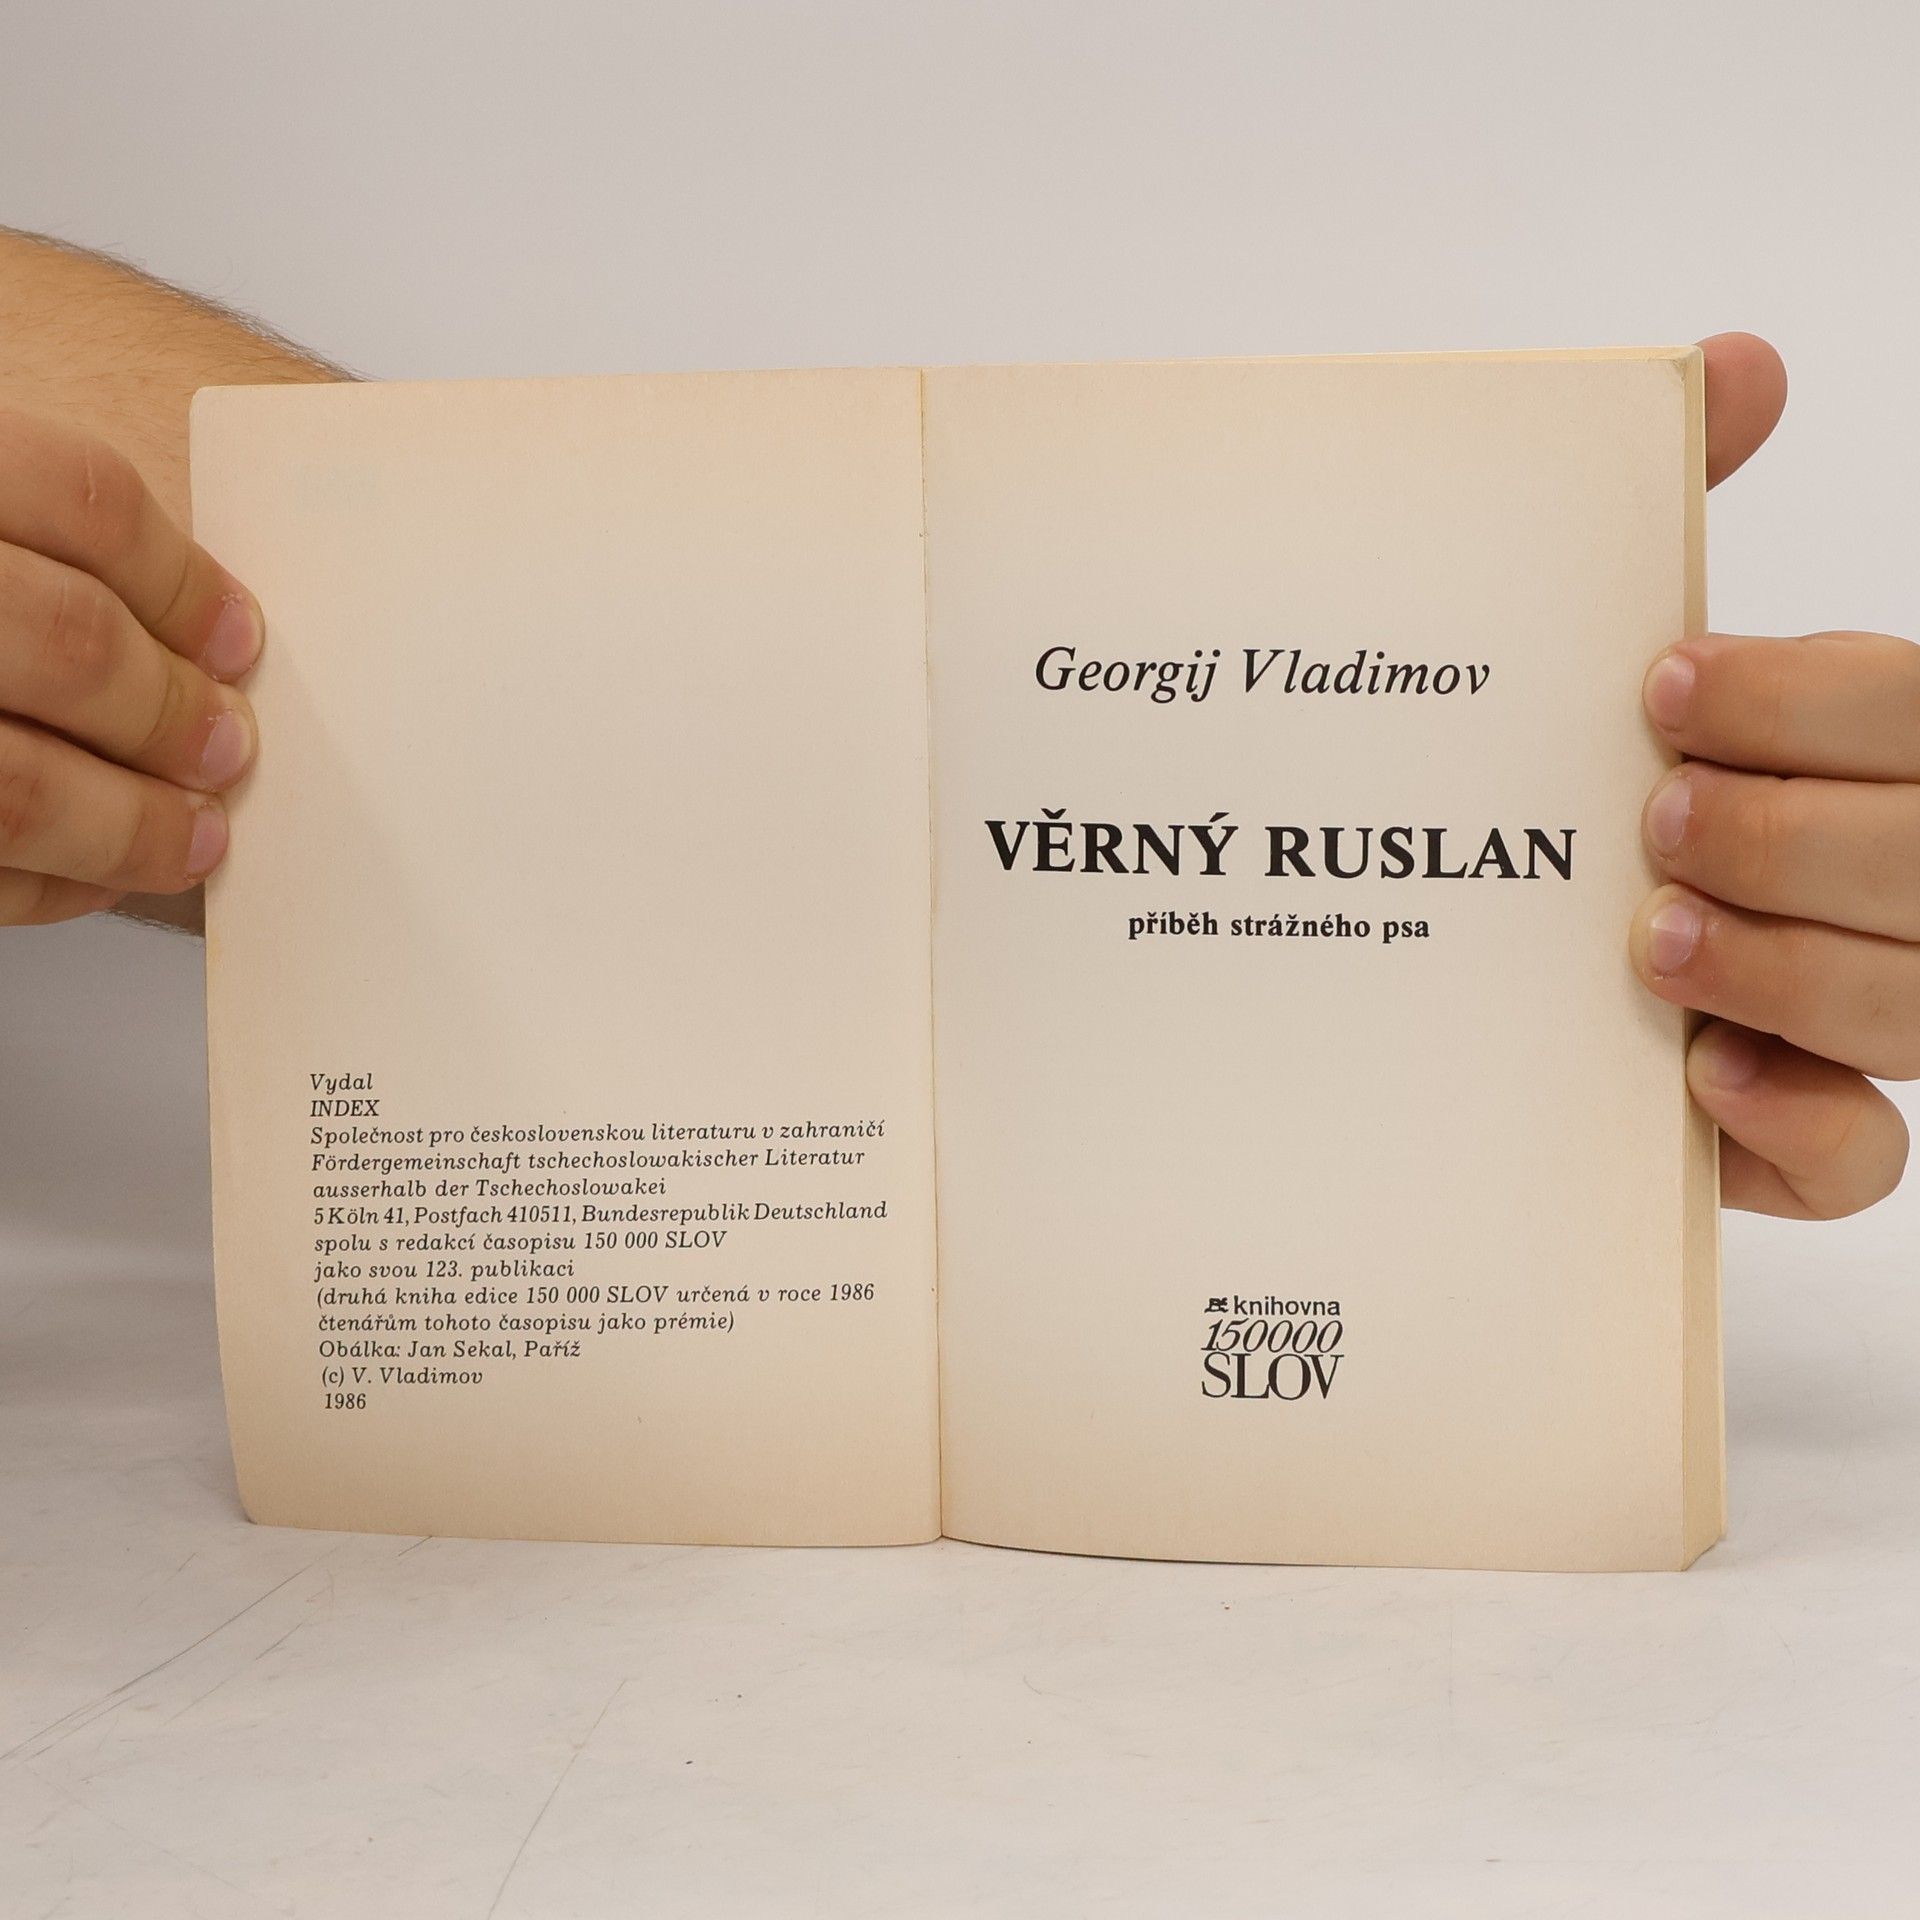 Vydal
INDEX
Společnost pro československou literaturu v zahraničí
Fördergemeinschaft tschechoslowakischer Literatur
ausserhalb der Tschechoslowakei
5 Köln 41, Postfach 410511, Bundesrepublik Deutschland
spolu s redakcí časopisu 150 000 SLOV
jako svou 123. publikaci
(druhá kniha edice 150 000 SLOV určená v roce 1986
čtenářům tohoto časopisu jako prémie)
Obálka: Jan Sekal, Paříž
(c) V. Vladimov
1986
Georgij Vladimov
VĚRNÝ RUSLAN
příběh strážného psa
knihovna
150000
SLOV